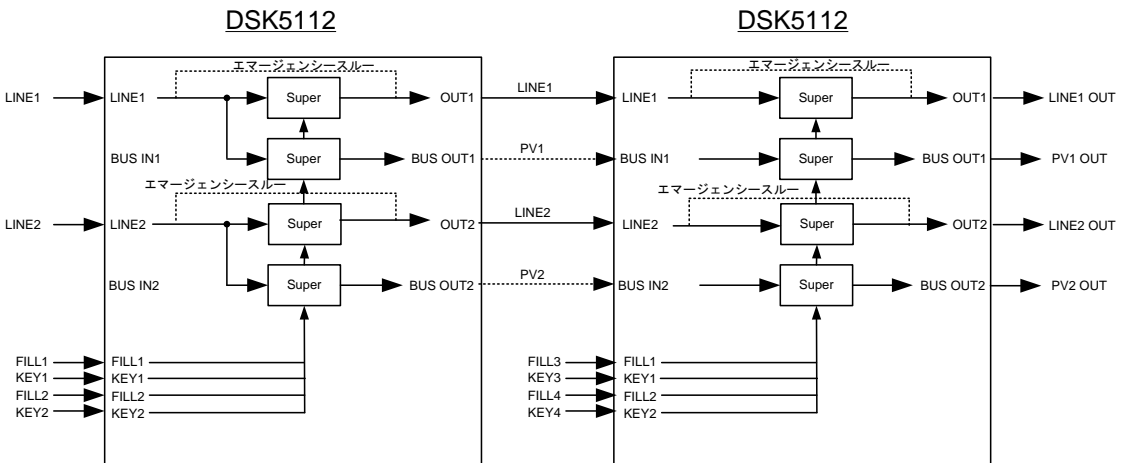 DSK5112
DSK5112
エマージェンシースルー
エマージェンシースルー
LINE1
LINE1
Super
OUT1
LINE1
LINE1
Super
OUT1
LINE1 OUT
BUS IN1
Super
BUS OUT1
PV1
BUS IN1
Super
BUS OUT1
PV1 OUT
エマージェンシースルー
エマージェンシースルー
LINE2
LINE2
Super
OUT2
LINE2
LINE2
Super
OUT2
LINE2 OUT
BUS IN2
Super
BUS OUT2
PV2
BUS IN2
Super
BUS OUT2
PV2 OUT
FILL1
FILL1
FILL3
FILL1
KEY1
KEY1
KEY3
KEY1
FILL2
FILL2
FILL4
FILL2
KEY2
KEY2
KEY4
KEY2